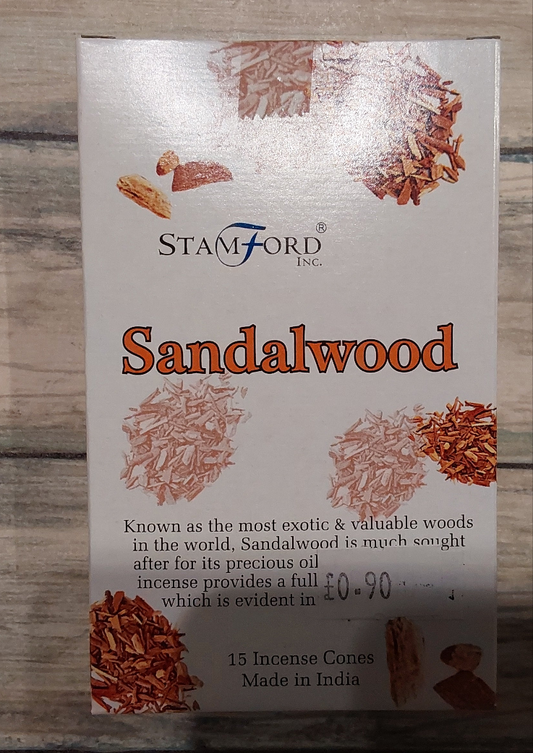 STAMFORD®
INC.
Sandalwood
Known as the most exotic & valuable woods
in the world, Sandalwood is much sought
after for its precious oil
incense provides a full
which is evident in
£0.90
15 Incense Cones
Made in India